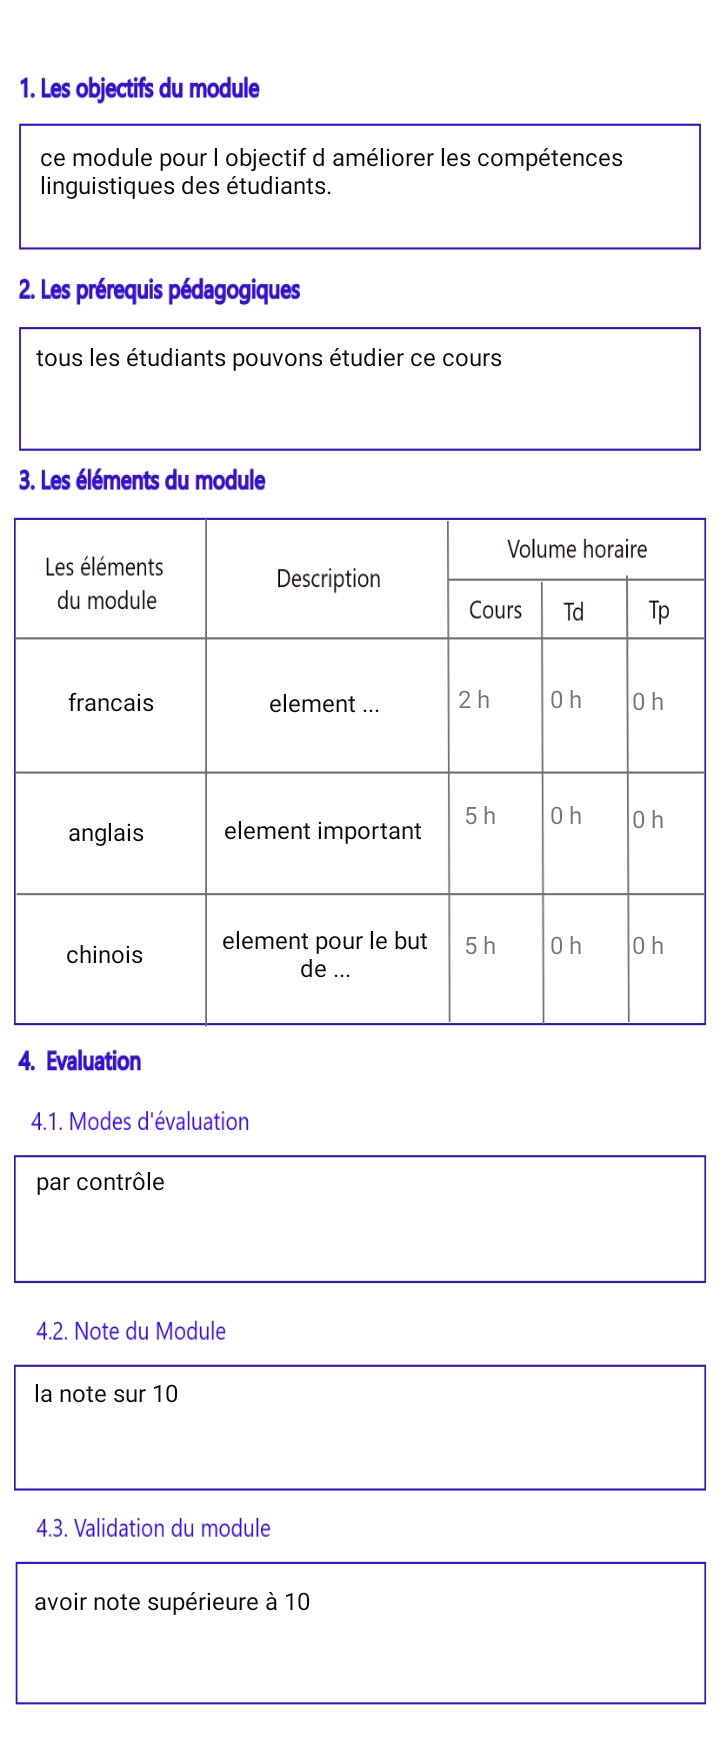 1. Les objectifs du module
ce module pour l objectif d améliorer les compétences
linguistiques des étudiants.
2. Les prérequis pédagogiques
tous les étudiants pouvons étudier ce cours
3. Les éléments du module
Les éléments
du module
Description
Volume horaire
Cours
Td
Tp
francais
element ...
2 h
0 h
0 h
anglais
element important
5 h
0 h
0 h
chinois
element pour le but
de ...
5 h
0 h
0 h
4. Evaluation
4.1. Modes d'évaluation
par contrôle
4.2. Note du Module
la note sur 10
4.3. Validation du module
avoir note supérieure à 10